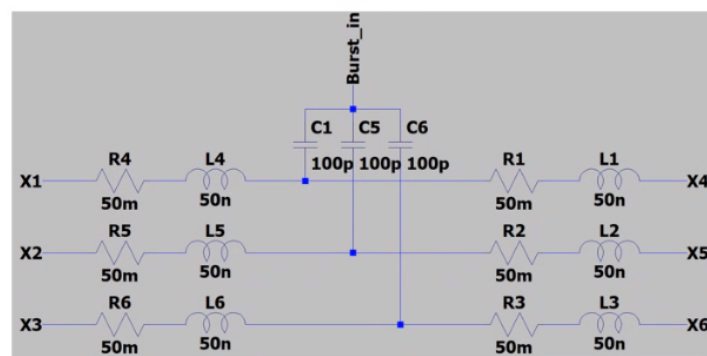 Burst_in
C1 C5 C6
100p 100p 100p
R4 L4 R1 L1
X1 X4
50m 50n 50m 50n
R5 L5 R2 L2
X2 X5
50m 50n 50m 50n
R6 L6 R3 L3
X3 X6
50m 50n 50m 50n